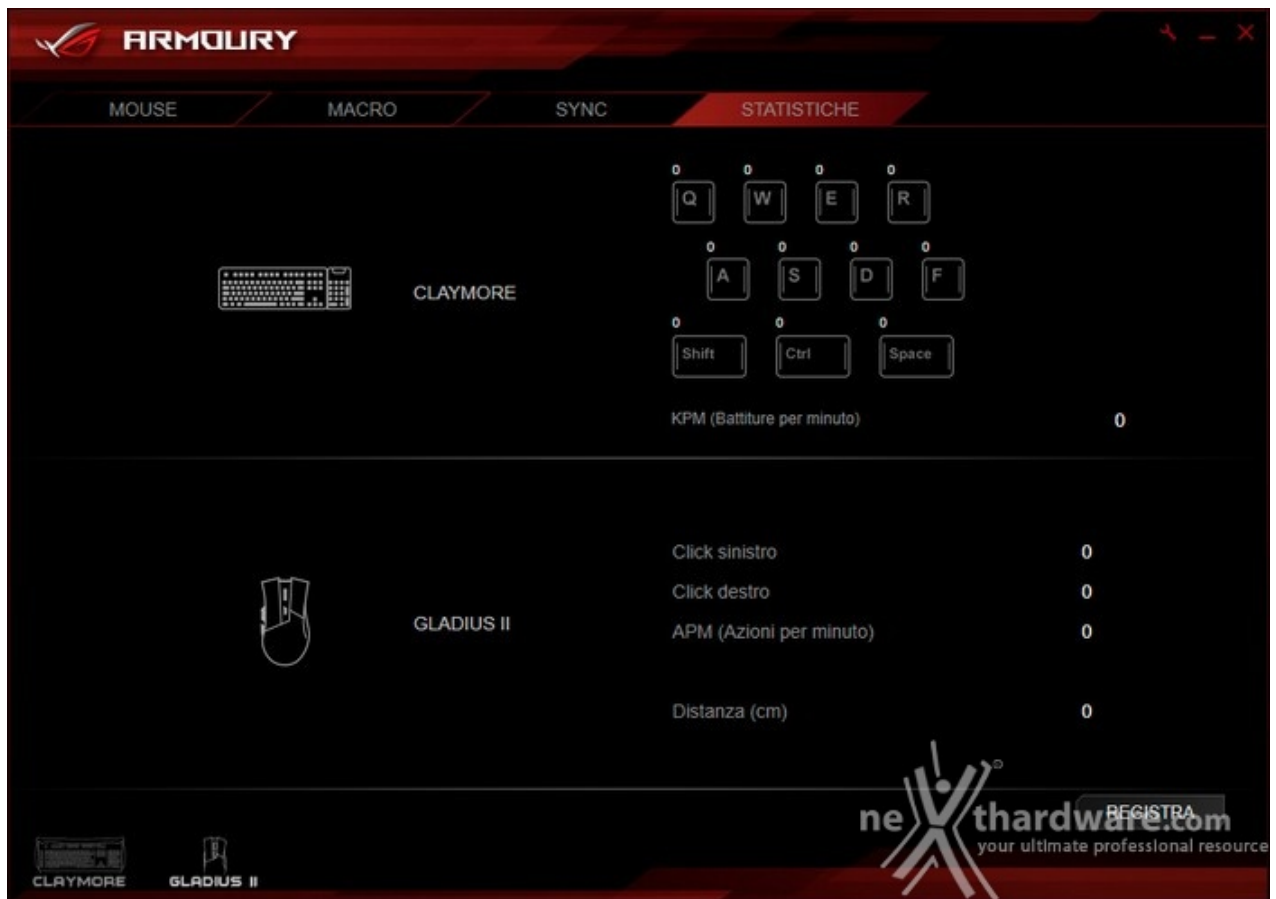 ARMOURY
MOUSE MACRO SYNC STATISTICHE
0 0 0 0
Q W E R
0 0 0 0
A S D F
CLAYMORE
0 0 0
Shift Ctrl Space
KPM (Battiture per minuto) 0
Click sinistro 0
Click destro 0
GLADIUS II
APM (Azioni per minuto) 0
Distanza (cm) 0
REGISTRA
nexthardware.com
your ultimate professional resource
CLAYMORE GLADIUS II